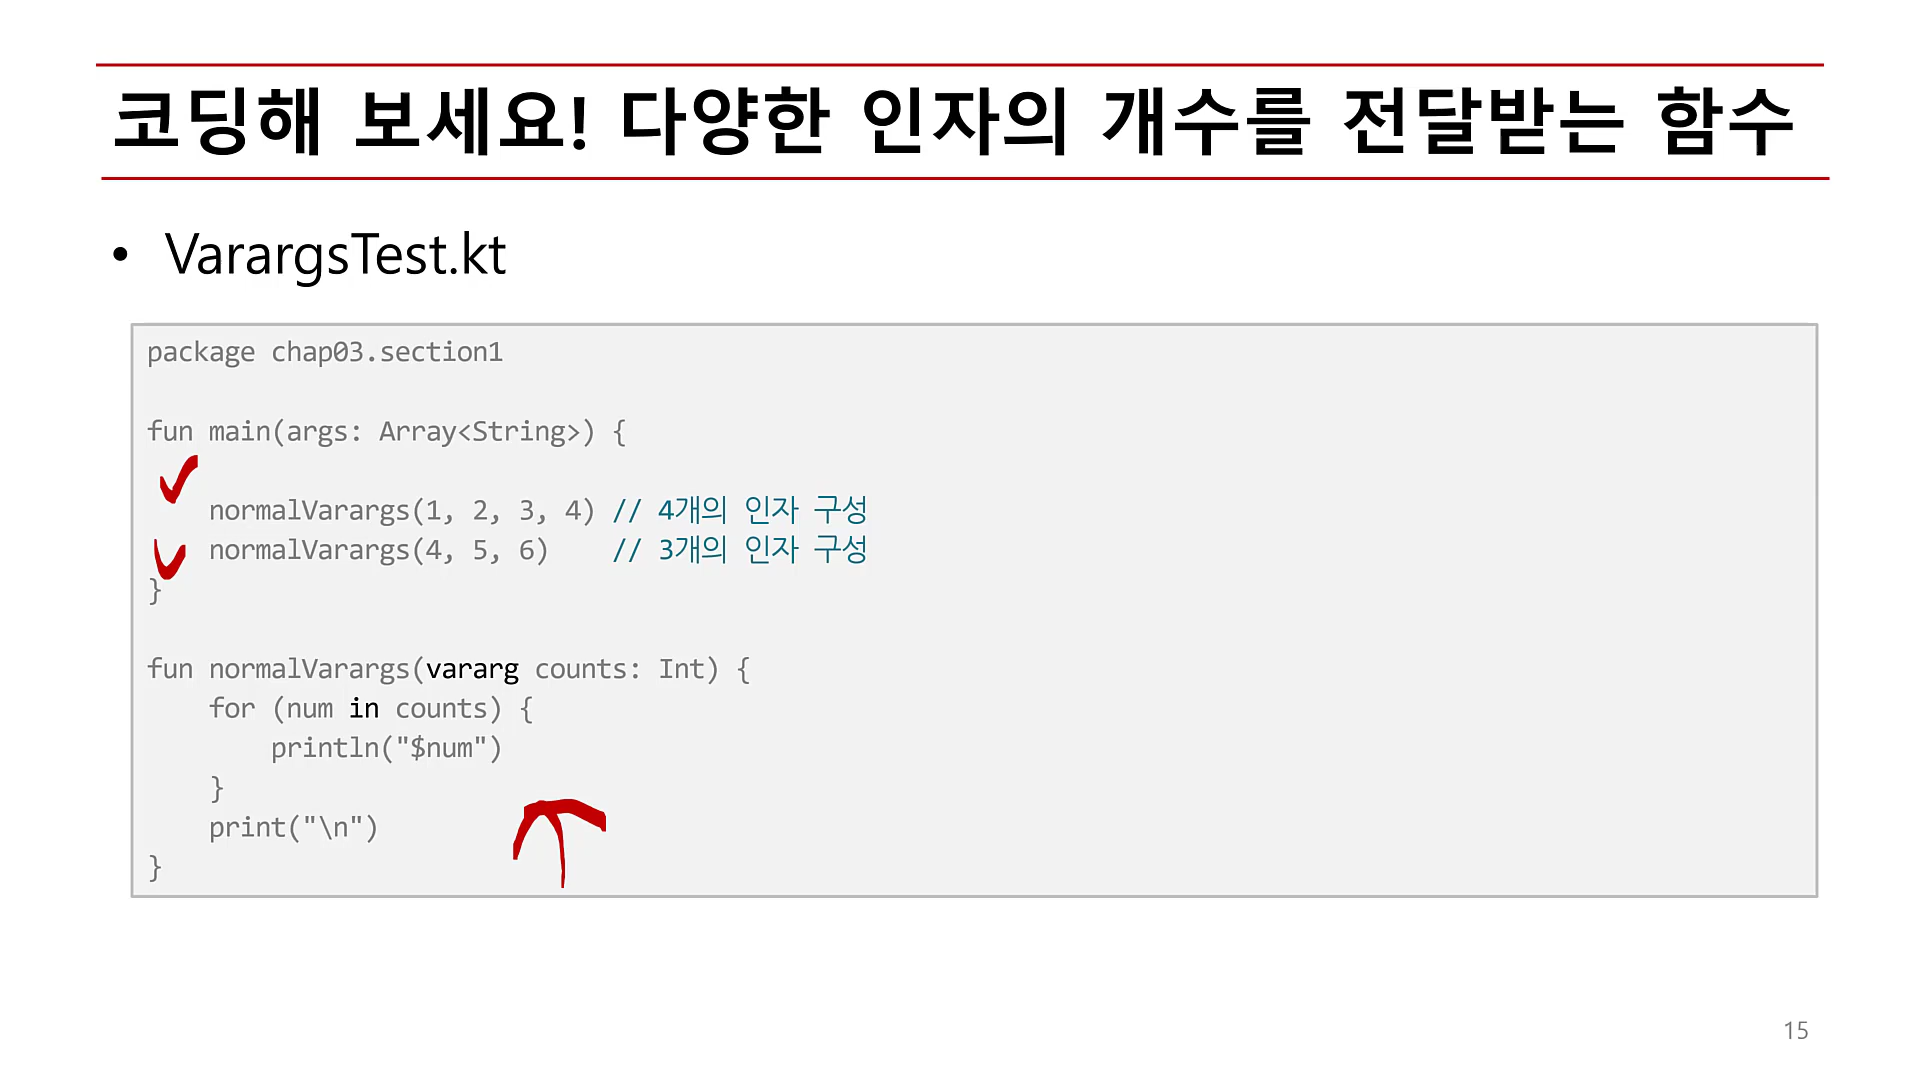 코딩해 보세요! 다양한 인자의 개수를 전달받는 함수
• VarargsTest.kt
package chap03.section1
fun main(args: Array<String>) {
normalVarargs(1, 2, 3, 4) // 4개의 인자 구성
normalVarargs(4, 5, 6) // 3개의 인자 구성
}
fun normalVarargs(vararg counts: Int) {
for (num in counts) {
println("$num")
}
print("\n")
}
15